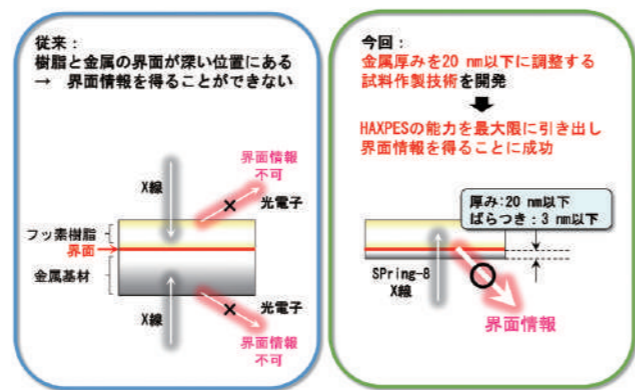 従来：
樹脂と金属の界面が深い位置にある
→ 界面情報を得ることができない
界面情報
不可
X線
光電子
フッ素樹脂
界面
金属基材
X線
光電子
界面情報
不可
今回：
金属厚みを20 nm以下に調整する
試料作製技術を開発
HAXPESの能力を最大限に引き出し
界面情報を得ることに成功
厚み:20 nm以下
ばらつき：3 nm以下
SPring-8
X線
界面情報